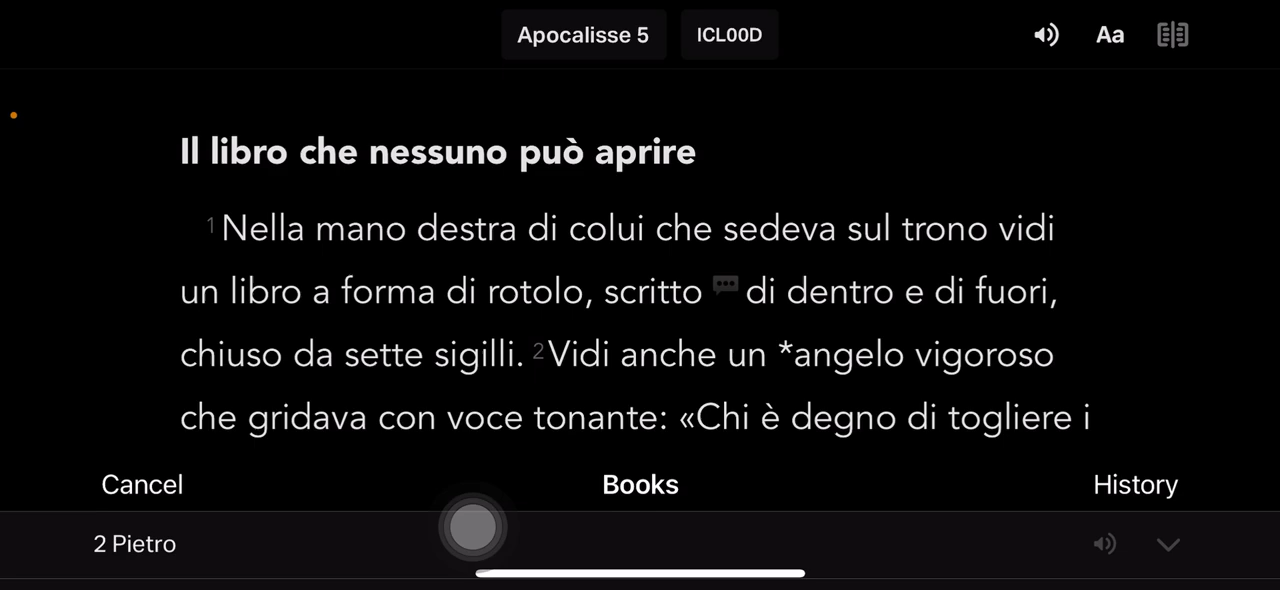 Apocalisse 5 ICL00D
Aa
Il libro che nessuno può aprire
1 Nella mano destra di colui che sedeva sul trono vidi
un libro a forma di rotolo, scritto di dentro e di fuori,
chiuso da sette sigilli. 2 Vidi anche un *angelo vigoroso
che gridava con voce tonante: «Chi è degno di togliere i
Cancel Books History
2 Pietro